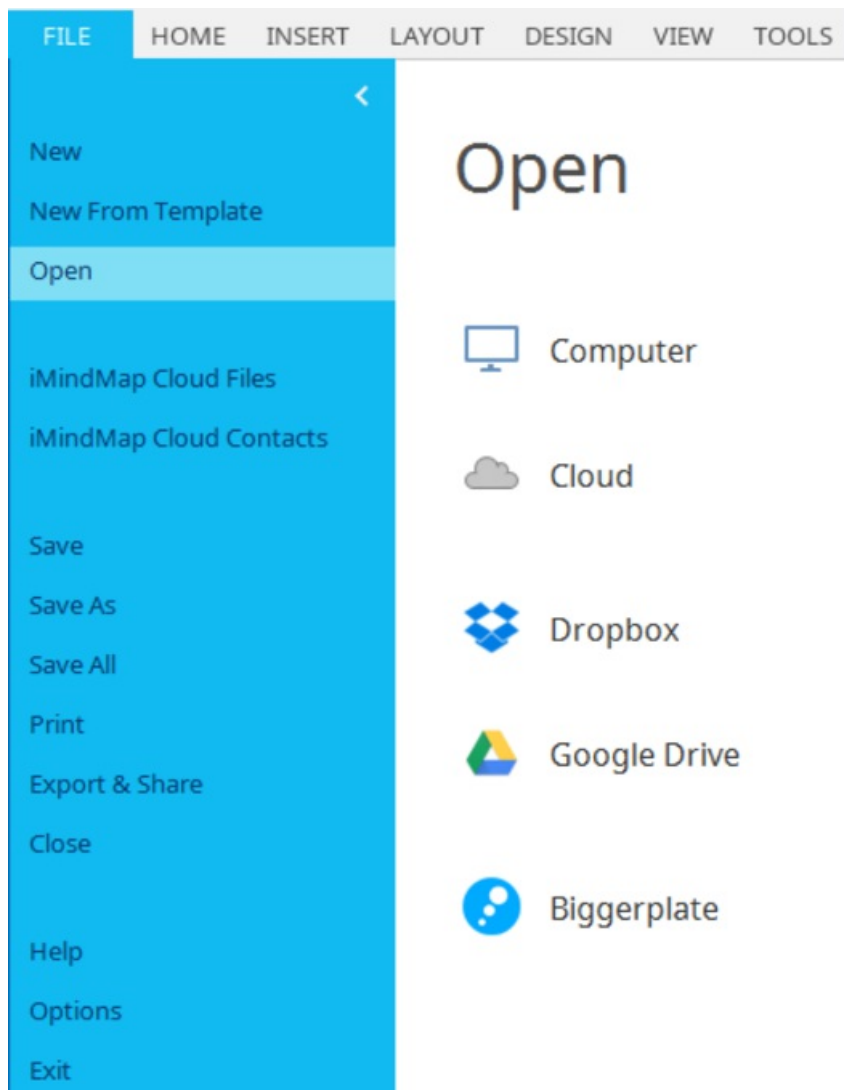 FILE HOME INSERT LAYOUT DESIGN VIEW TOOLS
New
New From Template
Open
iMindMap Cloud Files
iMindMap Cloud Contacts
Save
Save As
Save All
Print
Export & Share
Close
Help
Options
Exit
Open
Computer
Cloud
Dropbox
Google Drive
Biggerplate